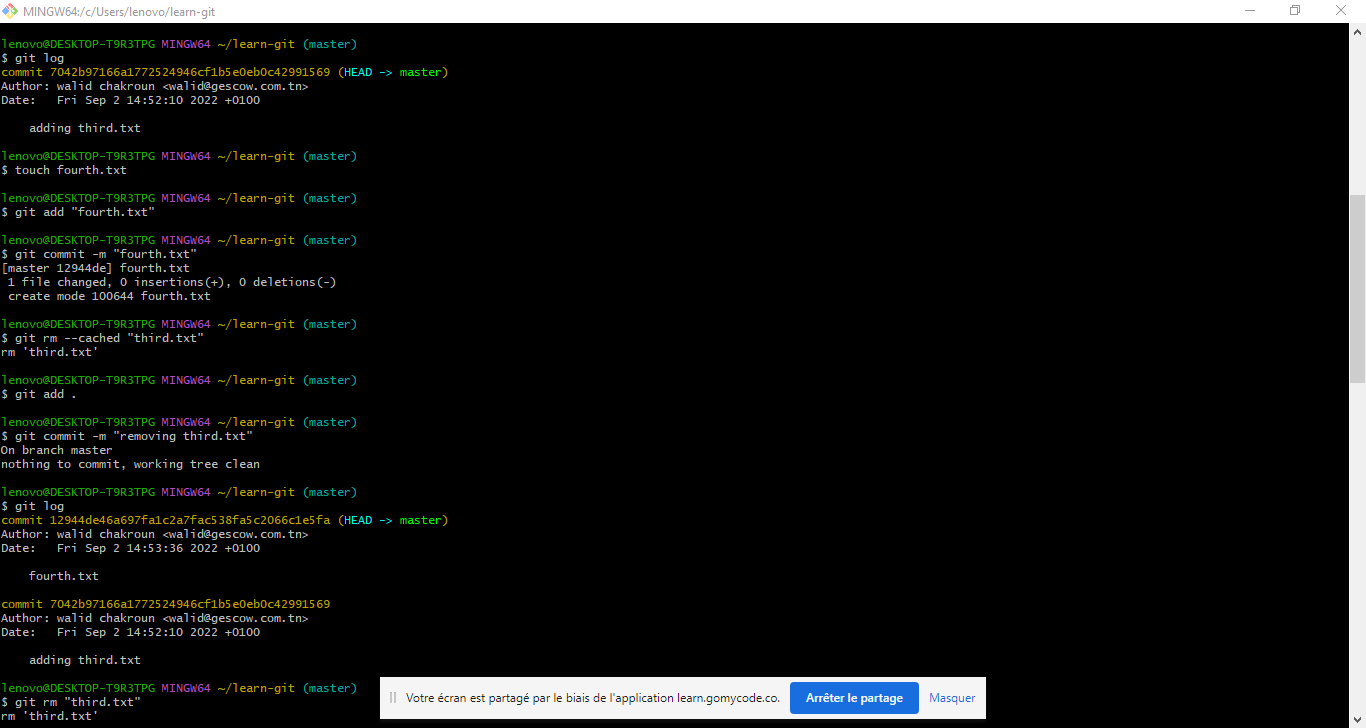 MINGW64:/c/Users/lenovo/learn-git
lenovo@DESKTOP-T9R3TPG MINGW64 ~/learn-git (master)
$ git log
commit 7042b97166a1772524946cf1b5e0eb0c42991569 (HEAD -> master)
Author: walid chakroun <walid@gescow.com.tn>
Date:   Fri Sep 2 14:52:10 2022 +0100
    adding third.txt
lenovo@DESKTOP-T9R3TPG MINGW64 ~/learn-git (master)
$ touch fourth.txt
lenovo@DESKTOP-T9R3TPG MINGW64 ~/learn-git (master)
$ git add "fourth.txt"
lenovo@DESKTOP-T9R3TPG MINGW64 ~/learn-git (master)
$ git commit -m "fourth.txt"
[master 12944de] fourth.txt
 1 file changed, 0 insertions(+), 0 deletions(-)
 create mode 100644 fourth.txt
lenovo@DESKTOP-T9R3TPG MINGW64 ~/learn-git (master)
$ git rm --cached "third.txt"
rm 'third.txt'
lenovo@DESKTOP-T9R3TPG MINGW64 ~/learn-git (master)
$ git add .
lenovo@DESKTOP-T9R3TPG MINGW64 ~/learn-git (master)
$ git commit -m "removing third.txt"
On branch master
nothing to commit, working tree clean
lenovo@DESKTOP-T9R3TPG MINGW64 ~/learn-git (master)
$ git log
commit 12944de46a697fa1c2a7fac538fa5c2066c1e5fa (HEAD -> master)
Author: walid chakroun <walid@gescow.com.tn>
Date:   Fri Sep 2 14:53:36 2022 +0100
    fourth.txt
commit 7042b97166a1772524946cf1b5e0eb0c42991569
Author: walid chakroun <walid@gescow.com.tn>
Date:   Fri Sep 2 14:52:10 2022 +0100
    adding third.txt
lenovo@DESKTOP-T9R3TPG MINGW64 ~/learn-git (master)
$ git rm "third.txt"
rm 'third.txt'
Votre écran est partagé par le biais de l'application learn.gomycode.co. Arrêter le partage Masquer